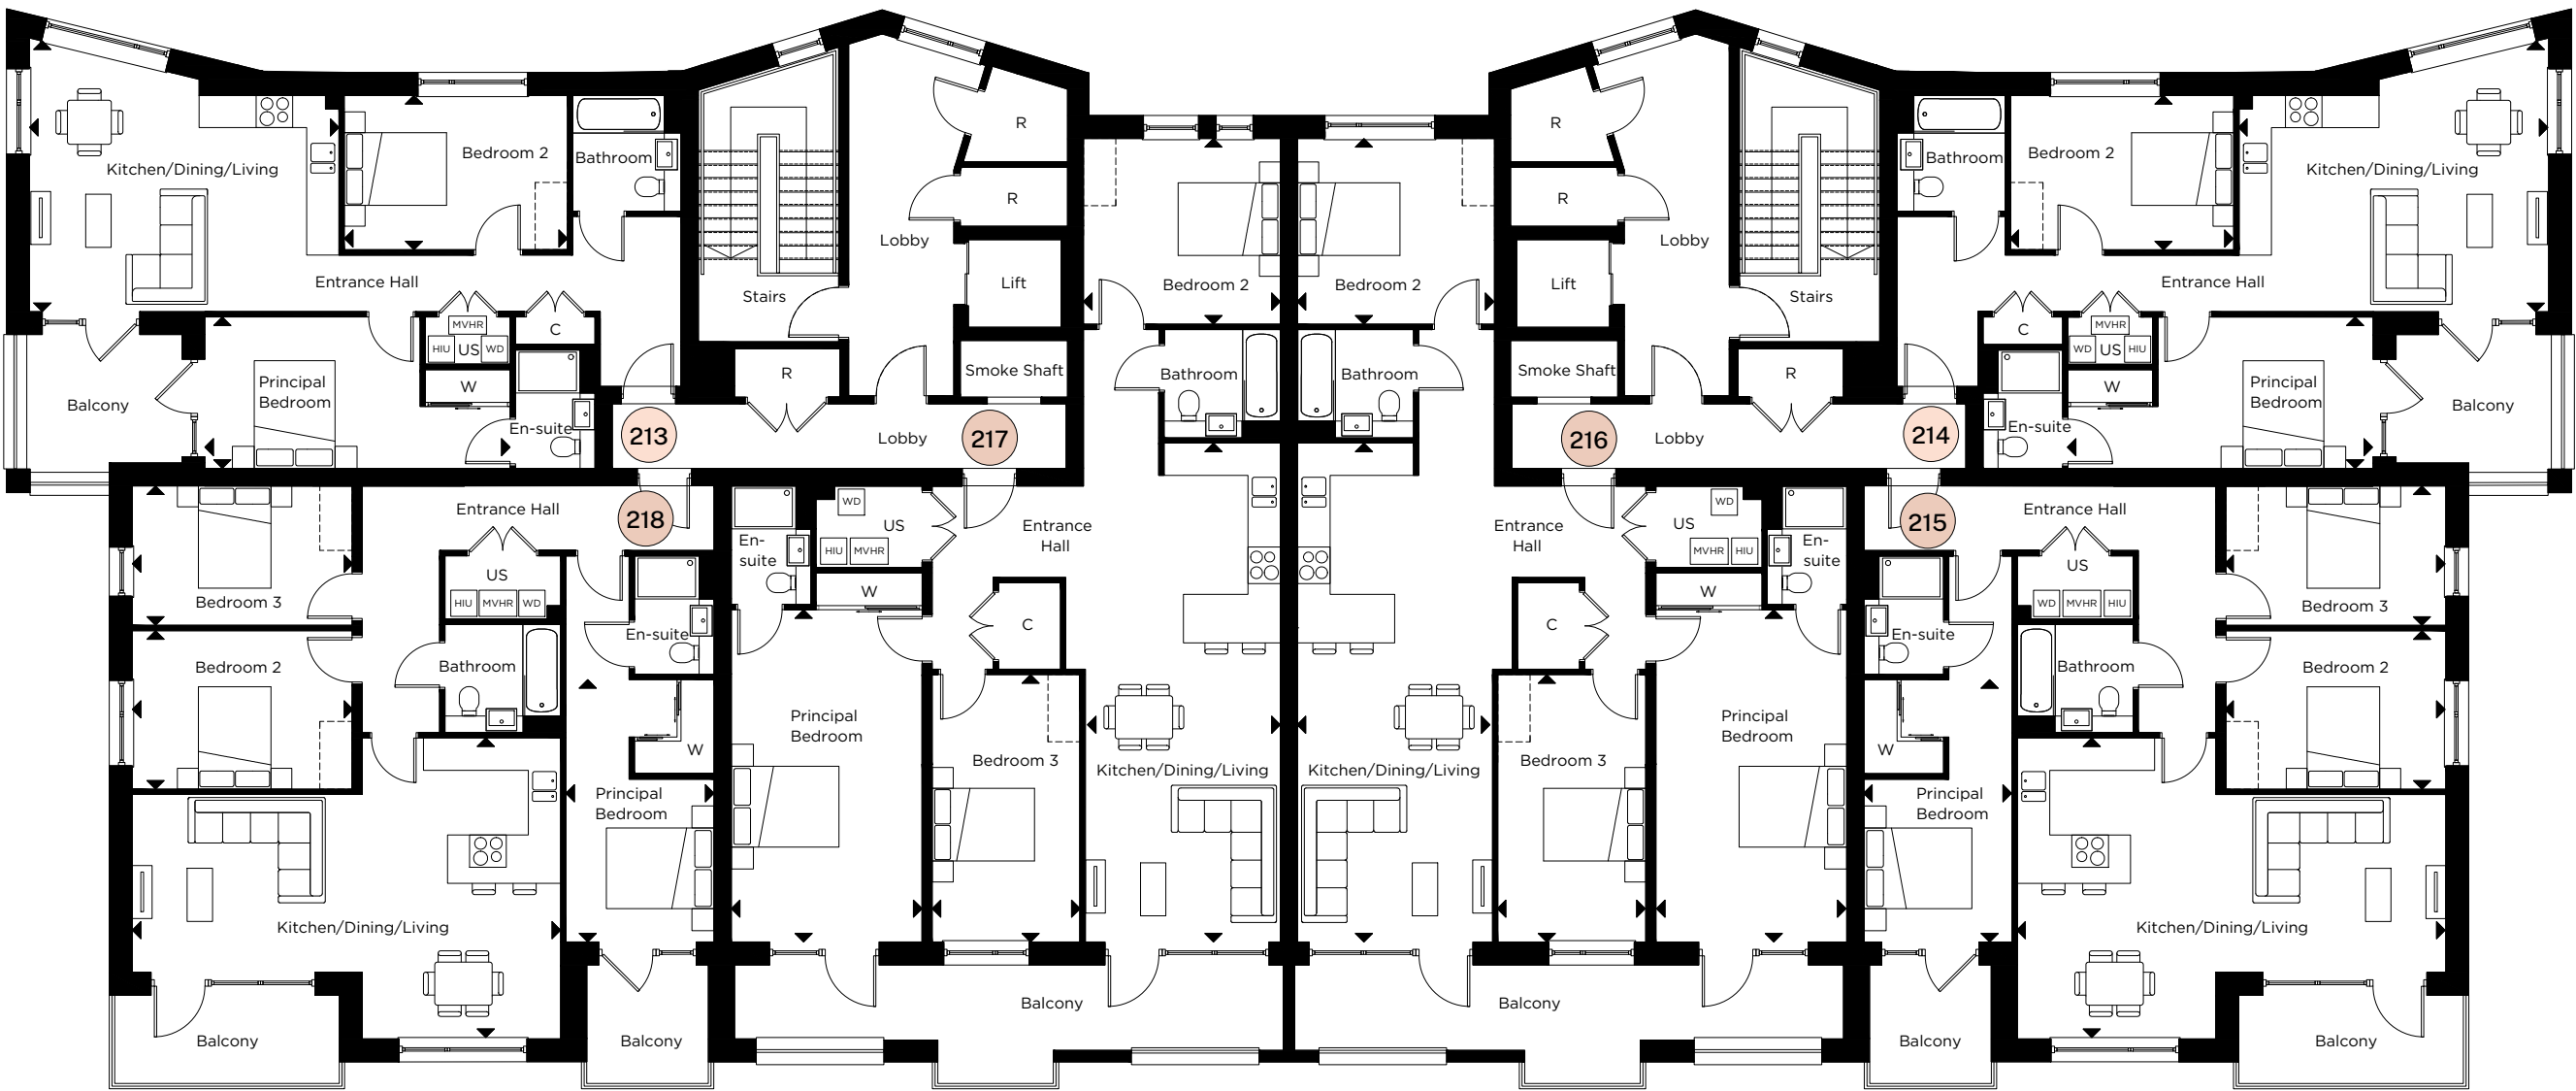 Kitchen/Dining/Living
Bedroom 2
Bathroom
Entrance Hall
MVHR
HIU
US
WD
C
W
Principal
Bedroom
En-suite
Balcony
213
Stairs
Lobby
R
R
Lift
Smoke Shaft
R
Lobby
217
Bedroom 2
Bathroom
Bedroom 2
Bathroom
R
R
Lobby
Lift
Stairs
Smoke Shaft
R
216
Lobby
214
Bathroom
Bedroom 2
Kitchen/Dining/Living
Entrance Hall
C
MVHR
WD
US
HIU
W
En-suite
Principal
Bedroom
Balcony
Entrance Hall
218
Bedroom 3
US
HIU
MVHR
WD
Bedroom 2
Bathroom
En-suite
W
Principal
Bedroom
Kitchen/Dining/Living
Balcony
Balcony
En-
suite
WD
US
HIU
MVHR
Entrance
Hall
W
C
Principal
Bedroom
Bedroom 3
Kitchen/Dining/Living
Balcony
Entrance
Hall
WD
US
MVHR
HIU
En-
suite
C
W
Kitchen/Dining/Living
Bedroom 3
Principal
Bedroom
Balcony
215
Entrance Hall
US
WD
MVHR
HIU
Bedroom 3
En-suite
Bathroom
Bedroom 2
W
Principal
Bedroom
Kitchen/Dining/Living
Balcony
Balcony